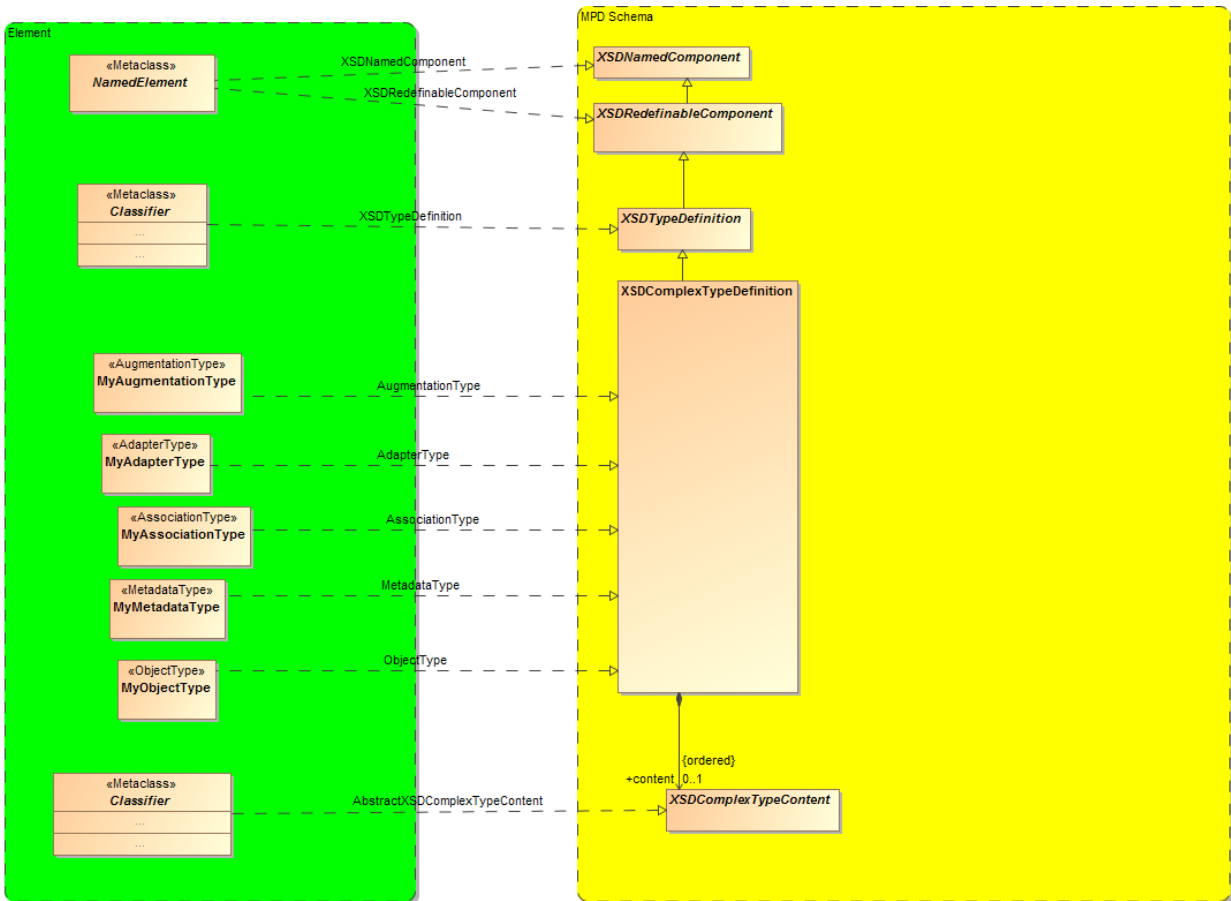 Element
«Metaclass»
NamedElement
«Metaclass»
Classifier
...
...
«AugmentationType»
MyAugmentationType
«AdapterType»
MyAdapterType
«AssociationType»
MyAssociationType
«MetadataType»
MyMetadataType
«ObjectType»
MyObjectType
«Metaclass»
Classifier
...
...
XSDNamedComponent
XSDRedefinableComponent
XSDTypeDefinition
AugmentationType
AdapterType
AssociationType
MetadataType
ObjectType
AbstractXSDComplexTypeContent
MPD Schema
XSDNamedComponent
XSDRedefinableComponent
XSDTypeDefinition
XSDComplexTypeDefinition
{ordered}
+content 0..1
XSDComplexTypeContent